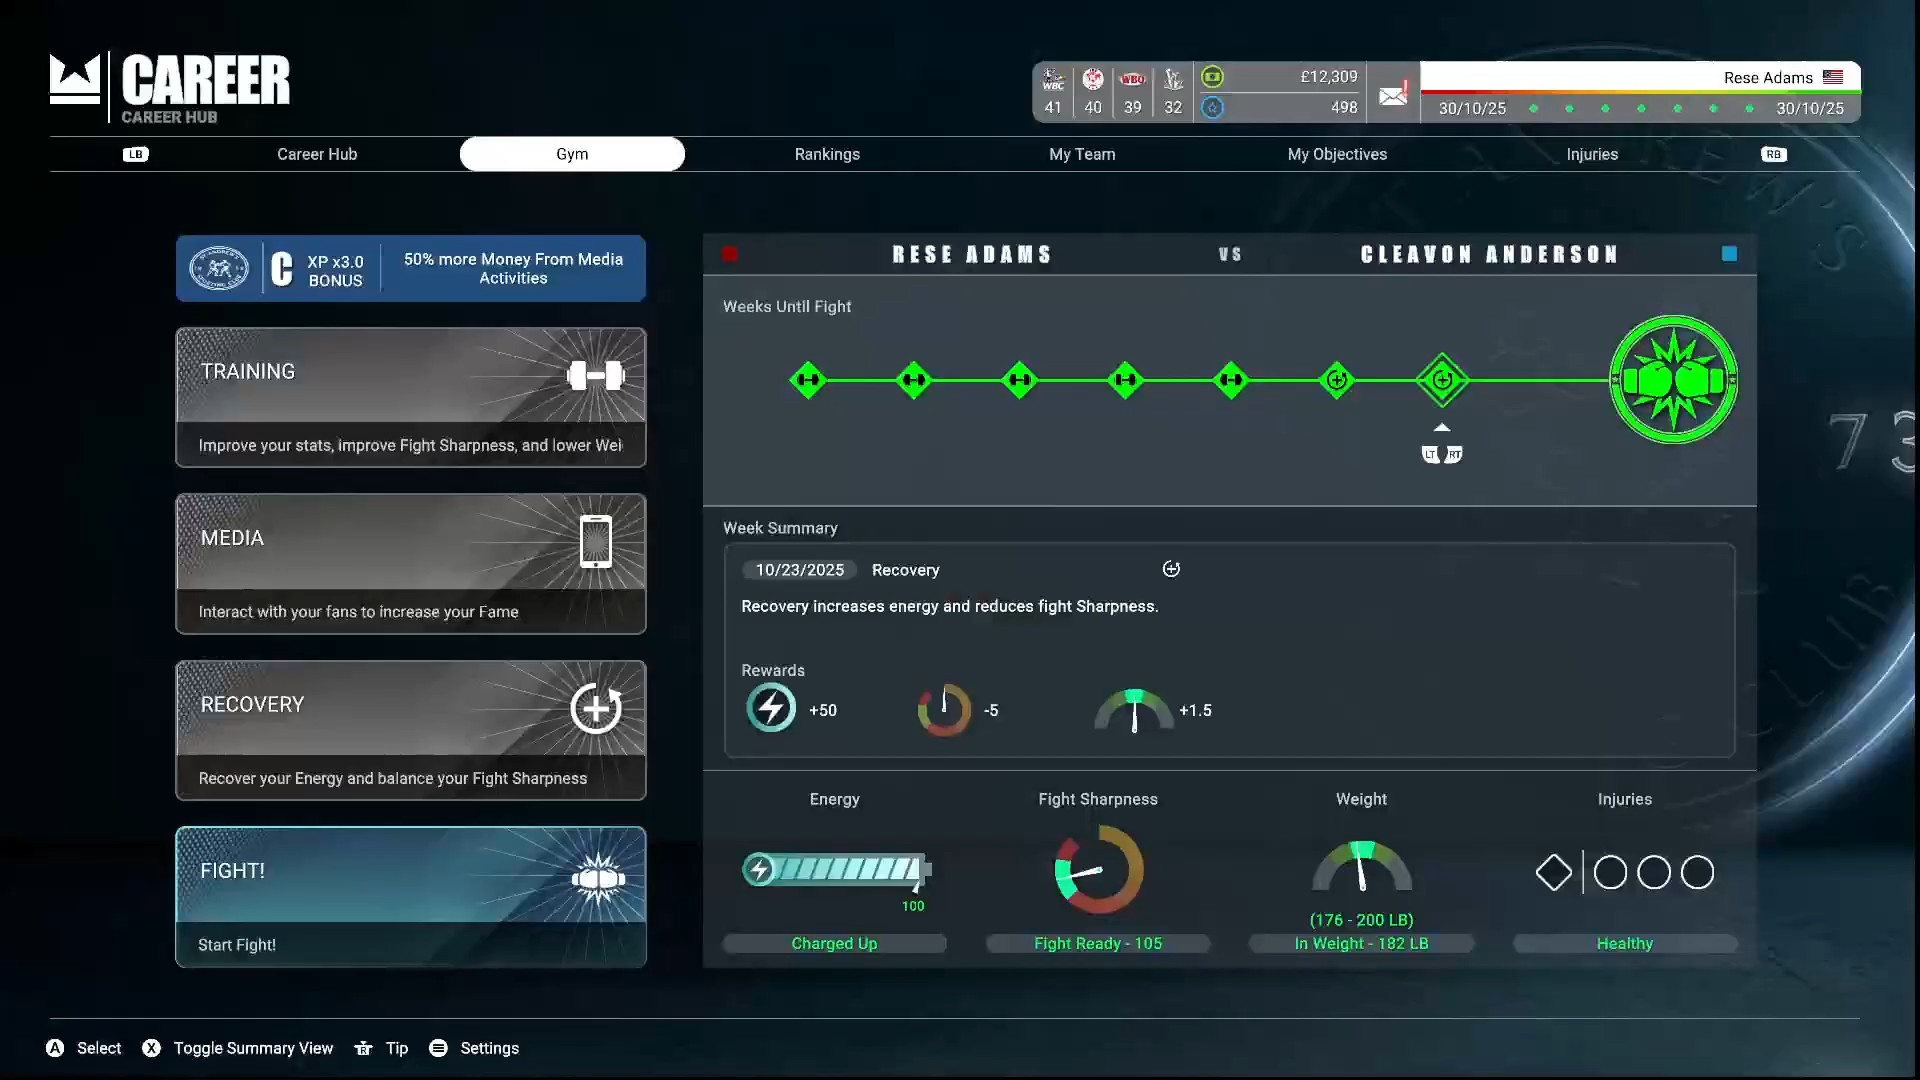 CAREER
CAREER HUB
WBC
41
40
WBO
39
32
£12,309
498
Rese Adams
30/10/25
30/10/25
LB
Career Hub
Gym
Rankings
My Team
My Objectives
Injuries
RB
C
XP x3.0
BONUS
50% more Money From Media
Activities
TRAINING
Improve your stats, improve Fight Sharpness, and lower Wei
MEDIA
Interact with your fans to increase your Fame
RECOVERY
Recover your Energy and balance your Fight Sharpness
FIGHT!
Start Fight!
RESE ADAMS
VS
CLEAVON ANDERSON
Weeks Until Fight
LT
RT
Week Summary
10/23/2025
Recovery
Recovery increases energy and reduces fight Sharpness.
Rewards
+50
-5
+1.5
Energy
Fight Sharpness
Weight
Injuries
100
(176 - 200 LB)
Charged Up
Fight Ready - 105
In Weight - 182 LB
Healthy
A
Select
X
Toggle Summary View
R
Tip
Settings
73